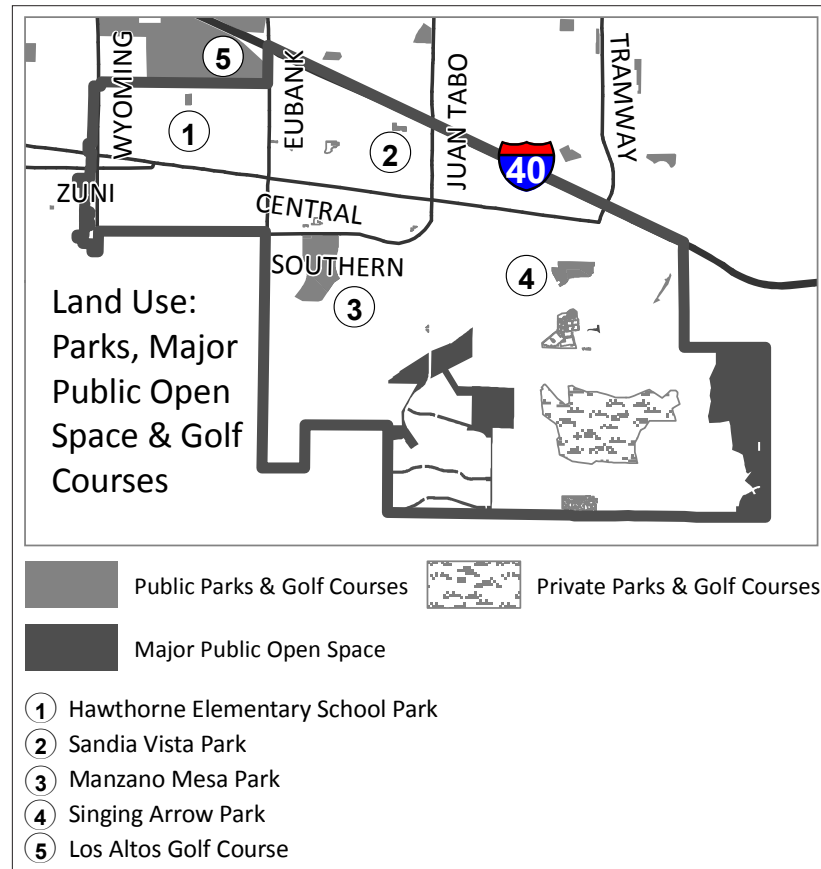 WYOMING
5
EUBANK
JUAN TABO
TRAMWAY
1
2
40
ZUNI
CENTRAL
SOUTHERN
4
3
Land Use:
Parks, Major
Public Open
Space & Golf
Courses
Public Parks & Golf Courses
Private Parks & Golf Courses
Major Public Open Space
1 Hawthorne Elementary School Park
2 Sandia Vista Park
3 Manzano Mesa Park
4 Singing Arrow Park
5 Los Altos Golf Course